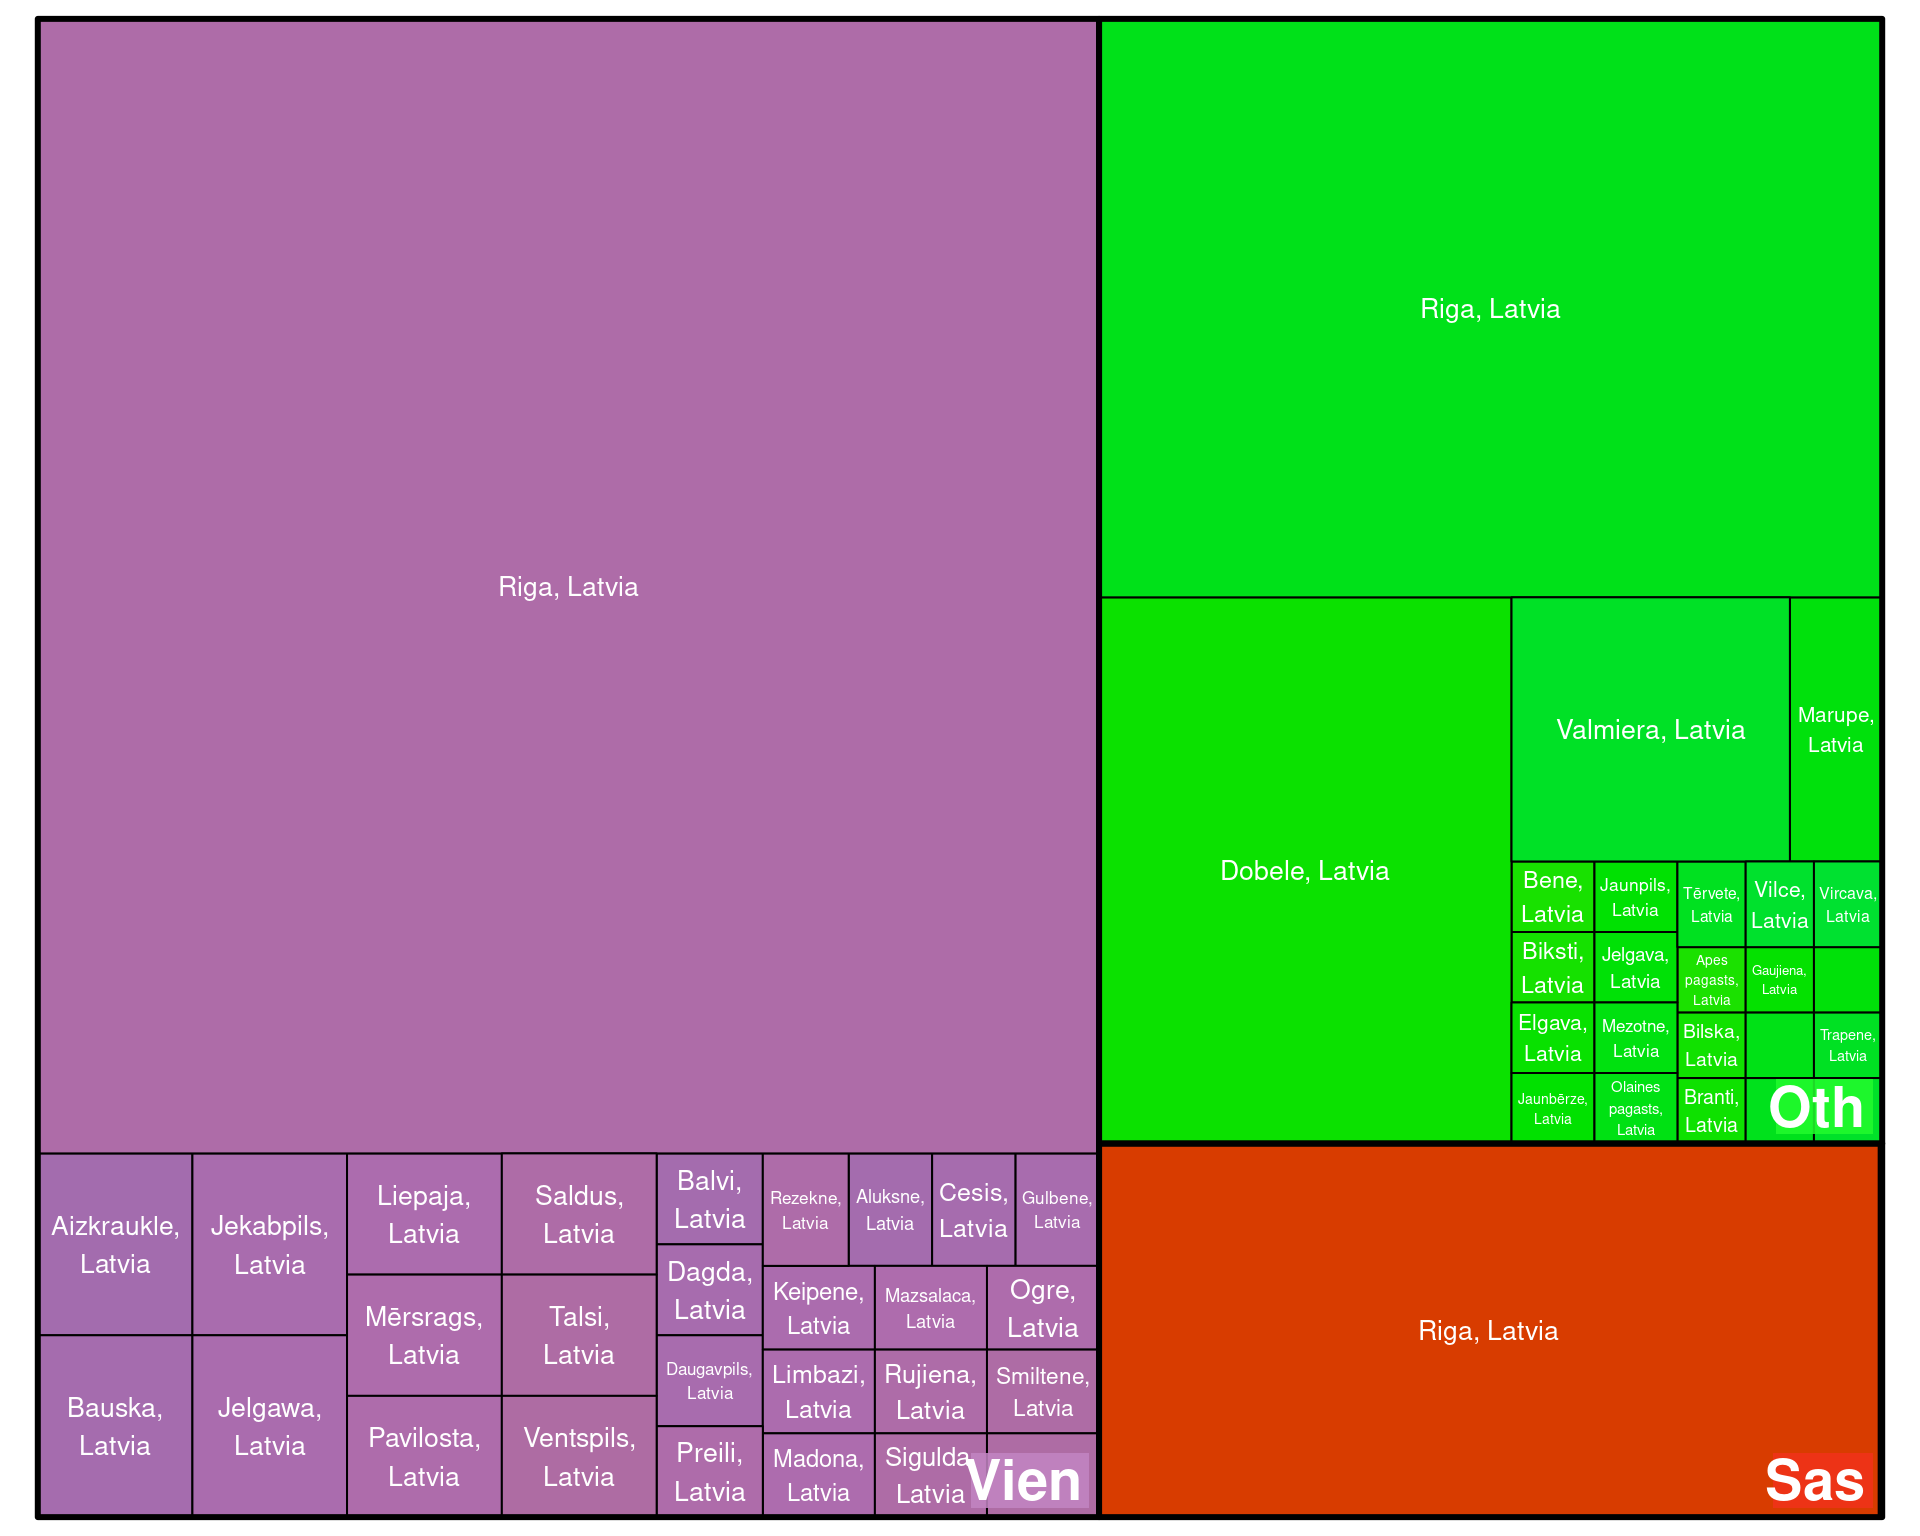 Riga, Latvia
Aizkraukle,
Latvia
Bauska,
Latvia
Jekabpils,
Latvia
Jelgawa,
Latvia
Liepaja,
Latvia
Mērsrags,
Latvia
Pavilosta,
Latvia
Saldus,
Latvia
Talsi,
Latvia
Ventspils,
Latvia
Balvi,
Latvia
Dagda,
Latvia
Daugavpils,
Latvia
Preili,
Latvia
Rezekne,
Latvia
Aluksne,
Latvia
Cesis,
Latvia
Gulbene,
Latvia
Keipene,
Latvia
Limbazi,
Latvia
Madona,
Latvia
Mazsalaca,
Latvia
Rujiena,
Latvia
Sigulda,
Latvia
Ogre,
Latvia
Smiltene,
Latvia
Vien
Riga, Latvia
Dobele, Latvia
Valmiera, Latvia
Marupe,
Latvia
Bene,
Latvia
Biksti,
Latvia
Elgava,
Latvia
Jaunbērze,
Latvia
Jaunpils,
Latvia
Jelgava,
Latvia
Mezotne,
Latvia
Olaines
pagasts,
Latvia
Tērvete,
Latvia
Vilce,
Latvia
Vircava,
Latvia
Apes
pagasts,
Latvia
Bilska,
Latvia
Branti,
Latvia
Gaujiena,
Latvia
Trapene,
Latvia
Oth
Riga, Latvia
Sas